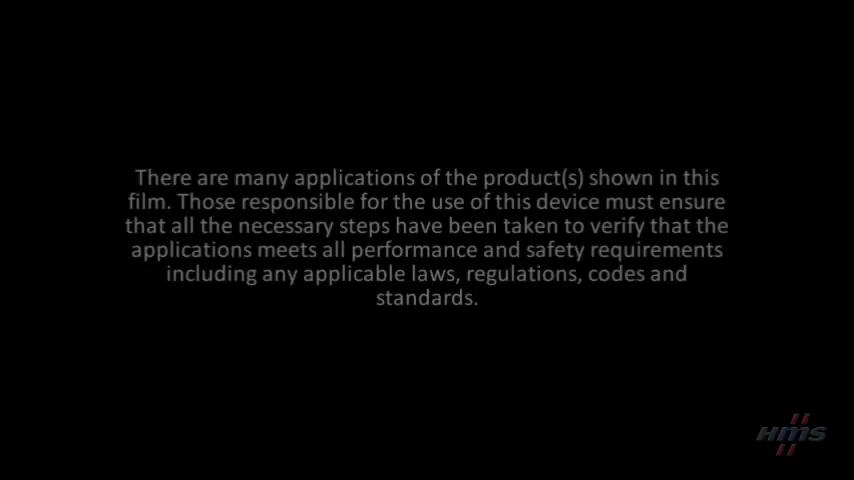 There are many applications of the product(s) shown in this
film. Those responsible for the use of this device must ensure
that all the necessary steps have been taken to verify that the
applications meets all performance and safety requirements
including any applicable laws, regulations, codes and
standards.
HMS